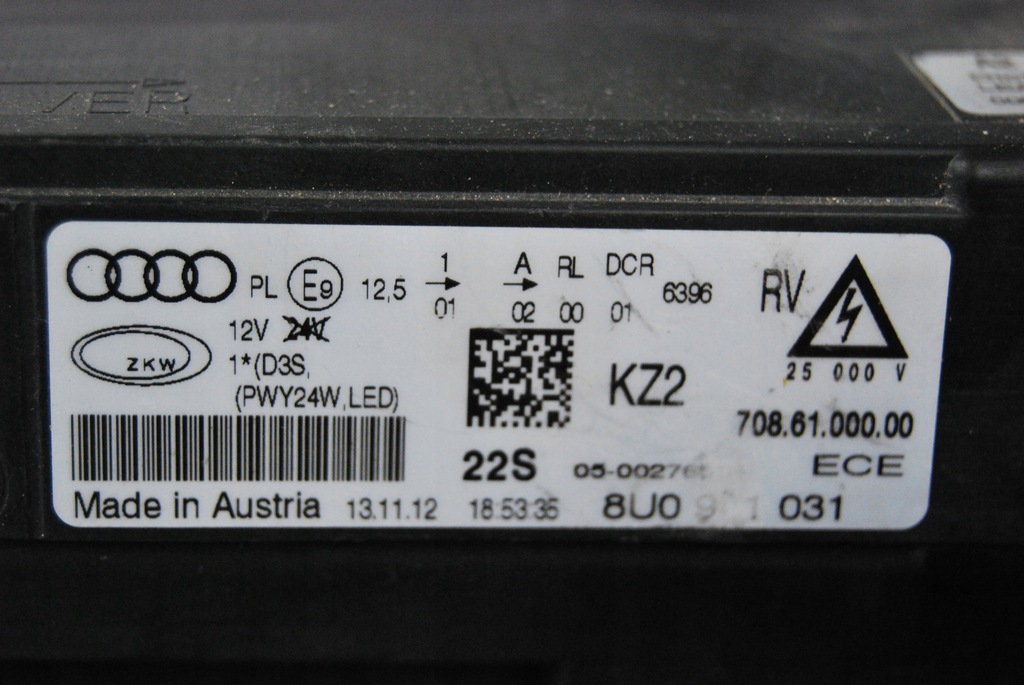 VER
PL E9 12,5 1 A RL DCR 6396 RV
01 02 00 01
12V 24V
ZKW
1*(D3S,
(PWY24W,LED)
KZ2
25 000 V
708.61.000.00
22S ECE
Made in Austria 13.11.12 18:53:35 8U0 031